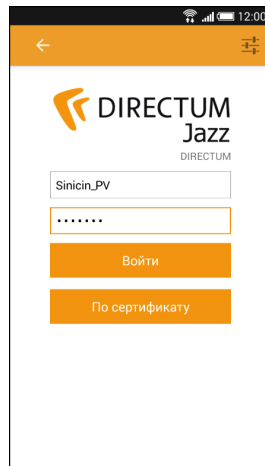 12:00
DIRECTUM
Jazz
DIRECTUM
Sinicin_PV
•••••••
Войти
По сертификату